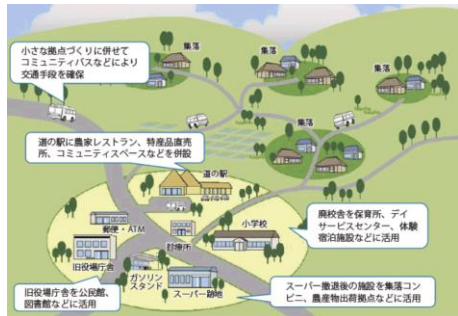 小さな拠点づくりに併せて
コミュニティバスなどにより
交通手段を確保
集落
集落
集落
集落
道の駅に農家レストラン、特産品直売
所、コミュニティスペースなどを併設
道の駅
郵便・ATM
診療所
小学校
廃校舎を保育所、デイ
サービスセンター、体験
宿泊施設などに活用
旧役場庁舎
ガソリン
スタンド
スーパー跡地
旧役場庁舎を公民館、
図書館などに活用
スーパー撤退後の施設を集落コン
ビニ、農産物出荷拠点などに活用